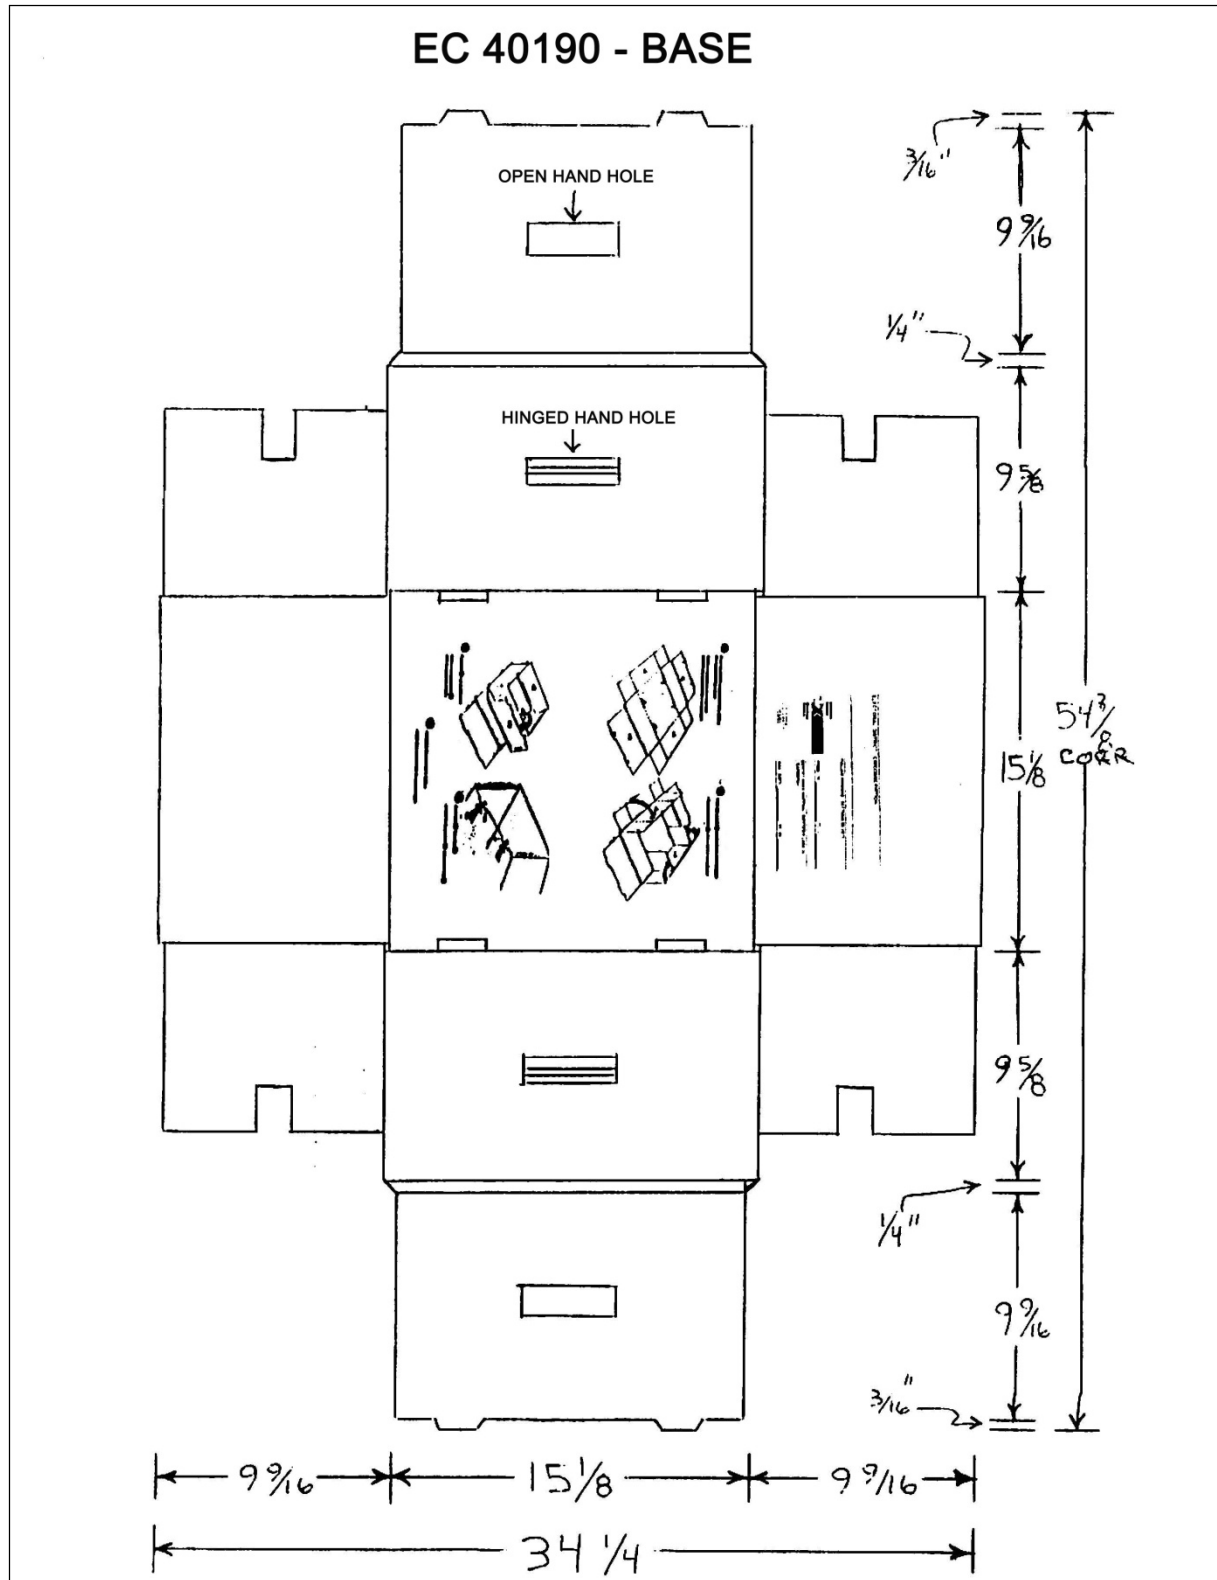 EC 40190 - BASE
3/16"
OPEN HAND HOLE
9 9/16
1/4"
HINGED HAND HOLE
9 5/8
54 3/8
CORR
15 1/8
9 5/8
1/4"
9 9/16
3/16"
9 9/16 15 1/8 9 9/16
34 1/4